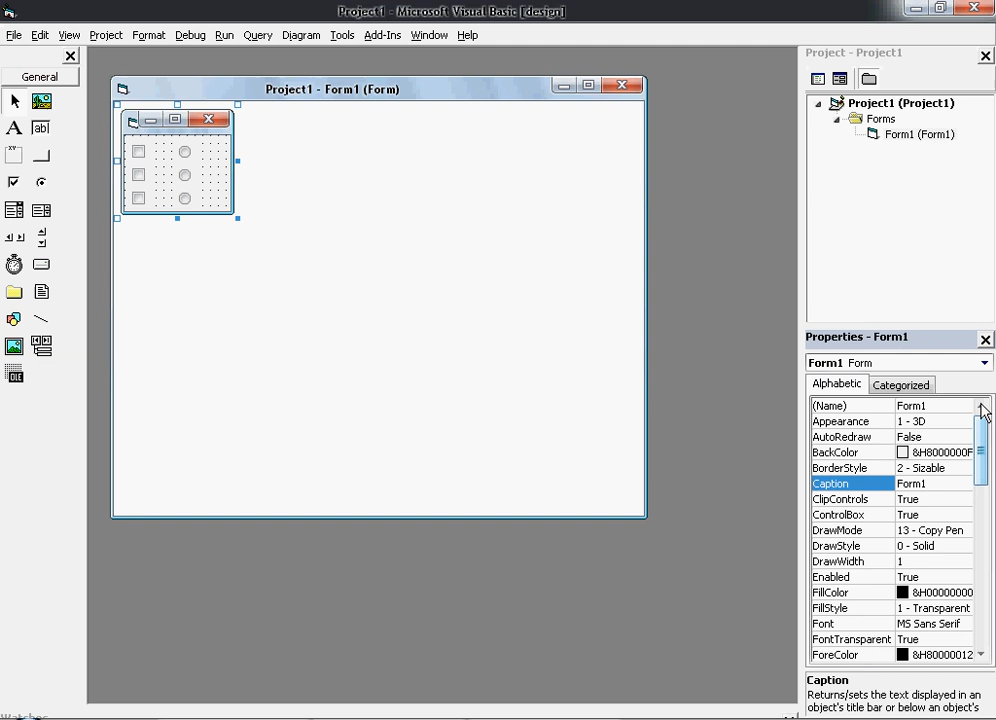 Project1 - Microsoft Visual Basic [design]
File Edit View Project Format Debug Run Query Diagram Tools Add-Ins Window Help
General
A ab|
xy
OLE
Project1 - Form1 (Form)
Project - Project1
Project1 (Project1)
Forms
Form1 (Form1)
Properties - Form1
Form1 Form
Alphabetic Categorized
(Name) Form1
Appearance 1 - 3D
AutoRedraw False
BackColor &H8000000F
BorderStyle 2 - Sizable
Caption Form1
ClipControls True
ControlBox True
DrawMode 13 - Copy Pen
DrawStyle 0 - Solid
DrawWidth 1
Enabled True
FillColor &H00000000
FillStyle 1 - Transparent
Font MS Sans Serif
FontTransparent True
ForeColor &H80000012
Caption
Returns/sets the text displayed in an
object's title bar or below an object's
Watches